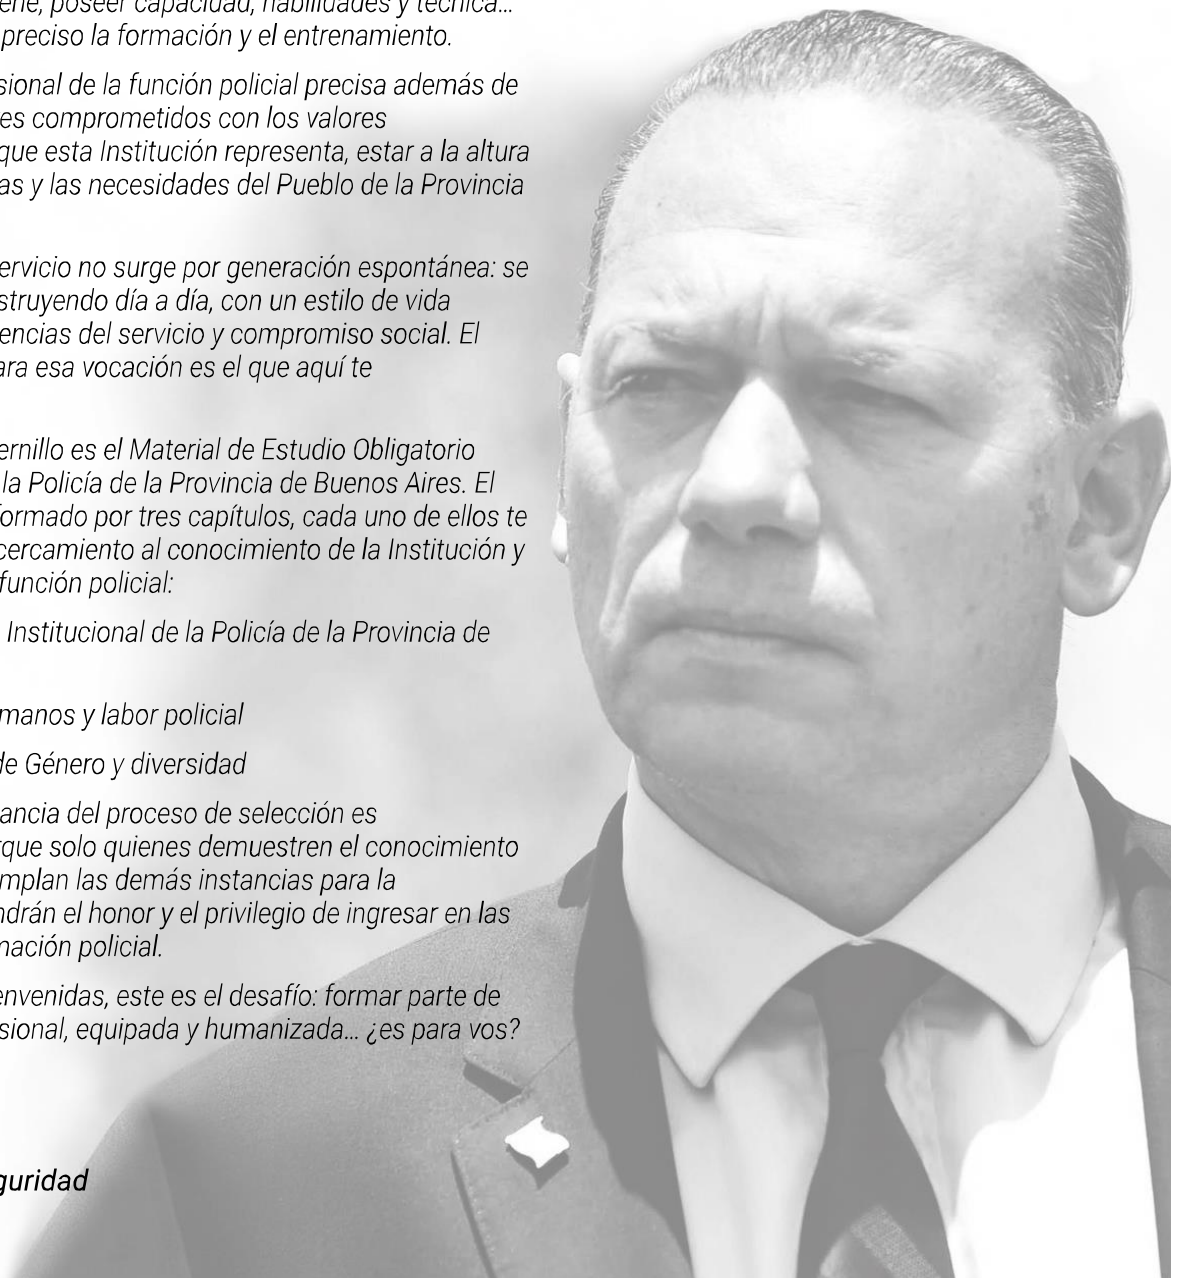 ene, poseer capacidad, habilidades y técnica...
preciso la formación y el entrenamiento.
sional de la función policial precisa además de
es comprometidos con los valores
que esta Institución representa, estar a la altura
as y las necesidades del Pueblo de la Provincia
ervicio no surge por generación espontánea: se
struyendo día a día, con un estilo de vida
encias del servicio y compromiso social. El
ara esa vocación es el que aquí te
ernillo es el Material de Estudio Obligatorio
la Policía de la Provincia de Buenos Aires. El
formado por tres capítulos, cada uno de ellos te
cercamiento al conocimiento de la Institución y
función policial:
Institucional de la Policía de la Provincia de
manos y labor policial
de Género y diversidad
ancia del proceso de selección es
rque solo quienes demuestren el conocimiento
mplan las demás instancias para la
ndrán el honor y el privilegio de ingresar en las
mación policial.
envenidas, este es el desafío: formar parte de
sional, equipada y humanizada... ¿es para vos?
guridad